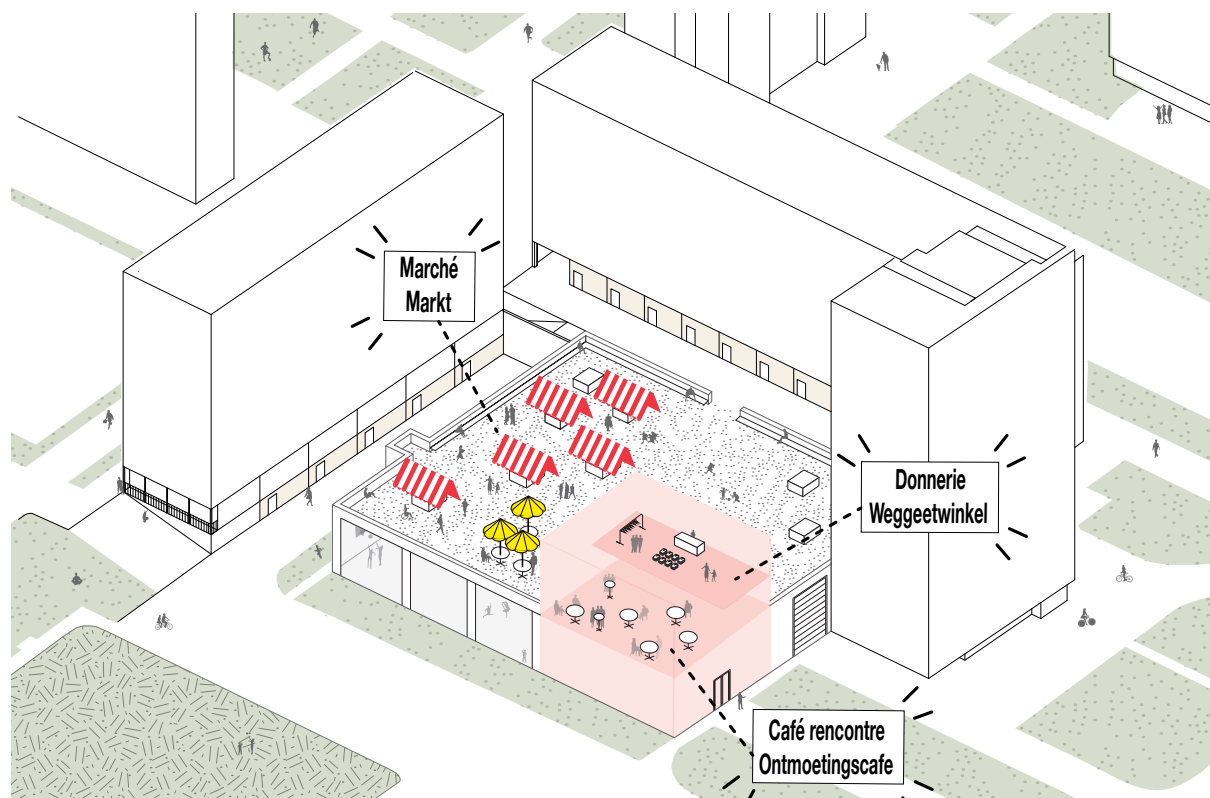 Marché
Markt
Donnerie
Weggeetwinkel
Café rencontre
Ontmoetingscafe